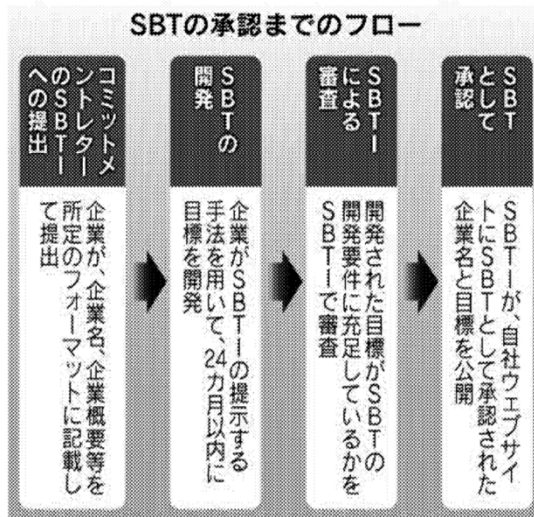 SBTの承認までのフロー
コミットメ
ントレター
のSBTI
への提出
企業が、企業名、企業概要等を
所定のフォーマットに記載し
て提出
SBTの
開発
企業がSBTIの提示する
手法を用いて、24カ月以内に
目標を開発
SBTI
による
審査
開発された目標がSBTの
開発要件に充足しているかを
SBTIで審査
SBT
として
承認
SBTIが、自社ウェブサイ
トにSBTとして承認された
企業名と目標を公開